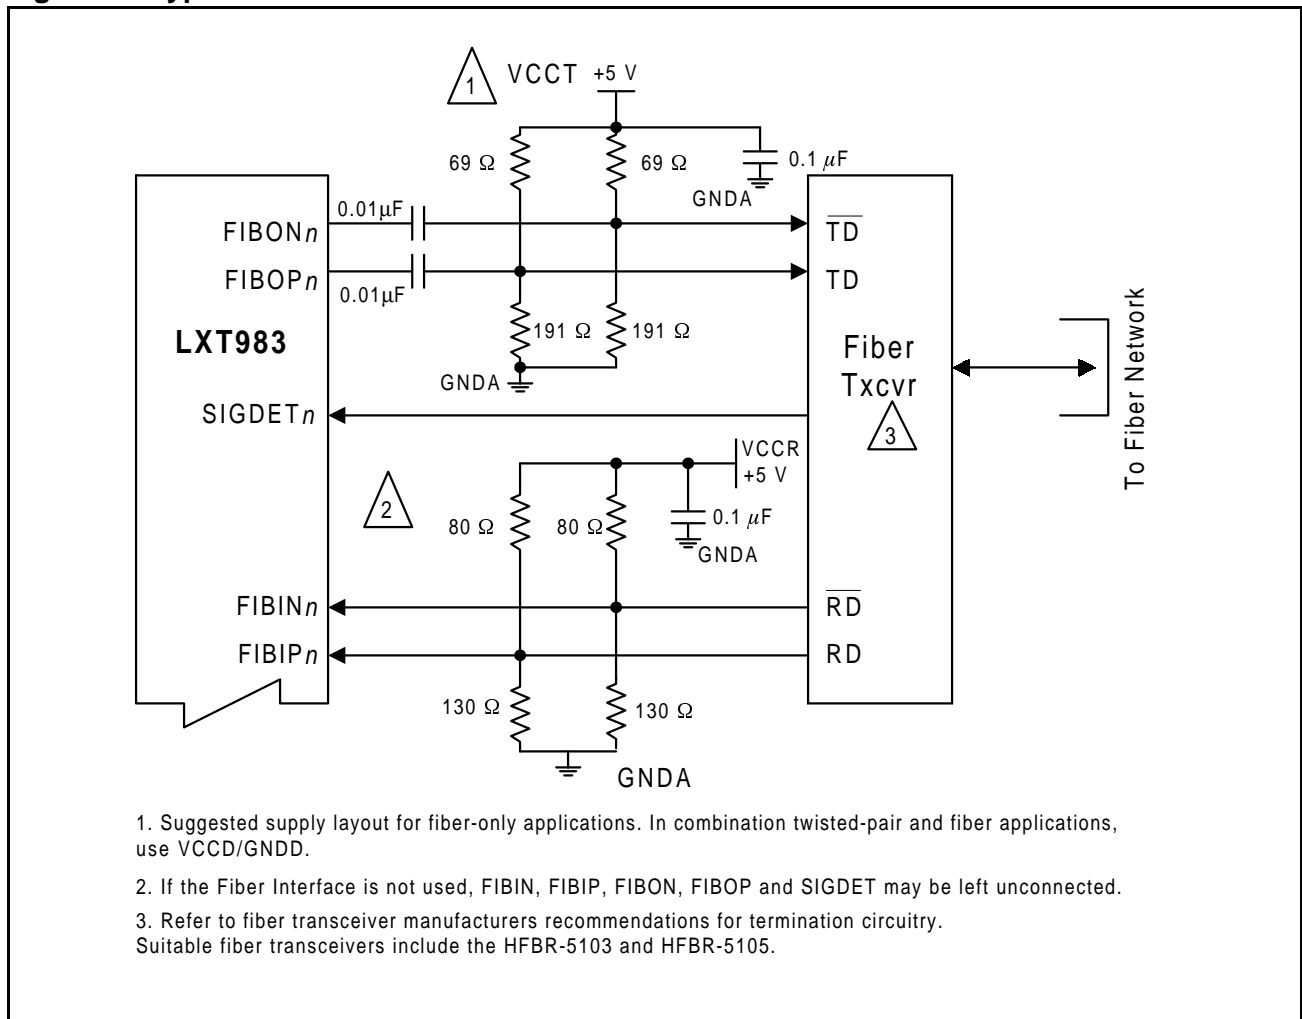 1
VCCT +5 V
69 Ω
69 Ω
0.1 μF
GNDA
0.01μF
FIBONn
TD
FIBOPn
TD
0.01μF
LXT983
191 Ω
191 Ω
Fiber
Txcvr
GNDA
SIGDETn
3
To Fiber Network
VCCR
+5 V
2
80 Ω
80 Ω
0.1 μF
GNDA
FIBINn
RD
FIBIPn
RD
130 Ω
130 Ω
GNDA
1. Suggested supply layout for fiber-only applications. In combination twisted-pair and fiber applications,
use VCCD/GNDD.
2. If the Fiber Interface is not used, FIBIN, FIBIP, FIBON, FIBOP and SIGDET may be left unconnected.
3. Refer to fiber transceiver manufacturers recommendations for termination circuitry.
Suitable fiber transceivers include the HFBR-5103 and HFBR-5105.